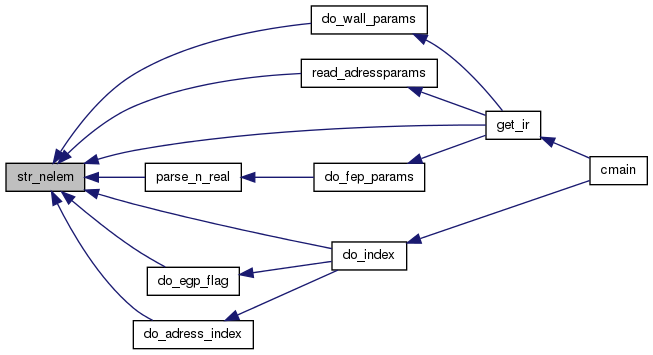 do_wall_params
read_adressparams
get_ir
cmain
str_nelem
parse_n_real
do_fep_params
do_index
do_egp_flag
do_adress_index